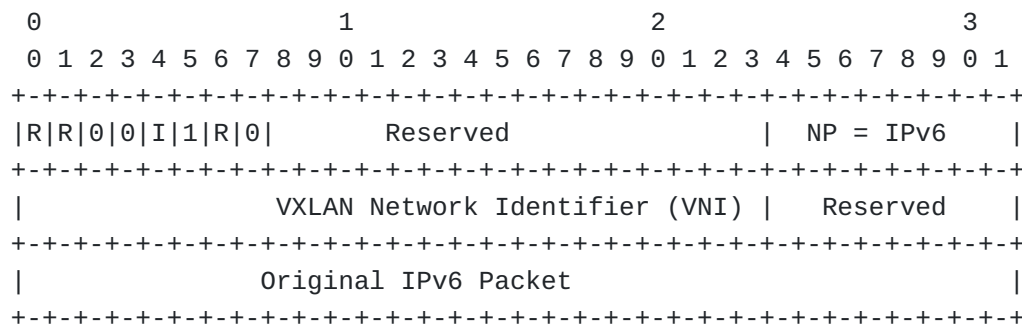 0                   1                   2                   3
 0 1 2 3 4 5 6 7 8 9 0 1 2 3 4 5 6 7 8 9 0 1 2 3 4 5 6 7 8 9 0 1
+-+-+-+-+-+-+-+-+-+-+-+-+-+-+-+-+-+-+-+-+-+-+-+-+-+-+-+-+-+-+-+-+
|R|R|0|0|I|1|R|0|       Reserved                |  NP = IPv6    |
+-+-+-+-+-+-+-+-+-+-+-+-+-+-+-+-+-+-+-+-+-+-+-+-+-+-+-+-+-+-+-+-+
|                VXLAN Network Identifier (VNI) |   Reserved    |
+-+-+-+-+-+-+-+-+-+-+-+-+-+-+-+-+-+-+-+-+-+-+-+-+-+-+-+-+-+-+-+-+
|               Original IPv6 Packet                            |
+-+-+-+-+-+-+-+-+-+-+-+-+-+-+-+-+-+-+-+-+-+-+-+-+-+-+-+-+-+-+-+-+